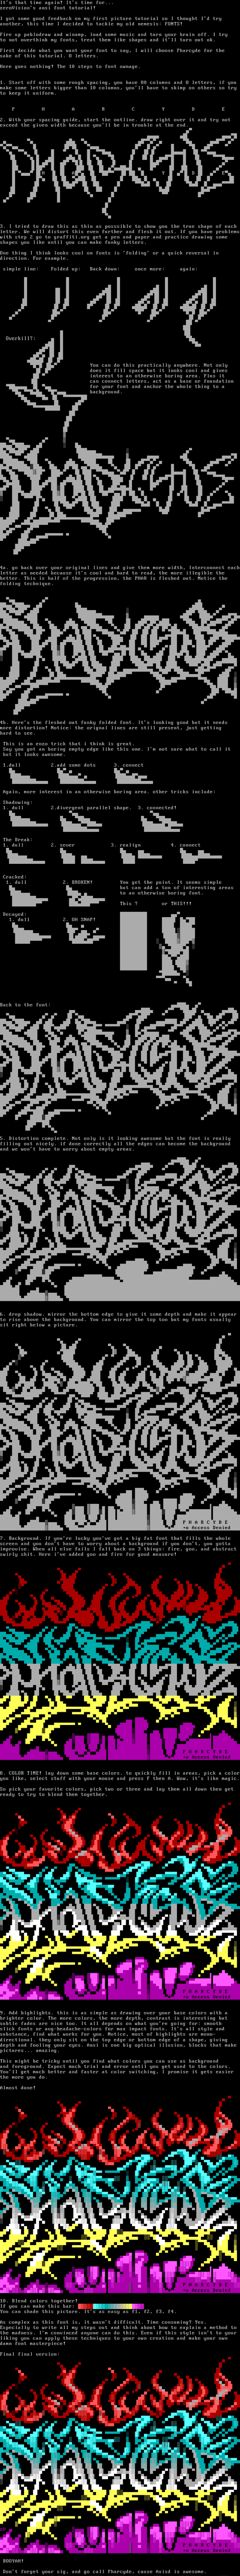 It's that time again! It's time for...
zeroVision's ansi font tutorial!!
I got some good feedback on my first picture tutorial so I thought I'd try
another, this time I decided to tackle my old nemesis: FONTS!!
Fire up pablodraw and winamp, load some music and turn your brain off. I try
to not overthink my fonts, treat them like shapes and it'll turn out ok.
First decide what you want your font to say, I will choose Pharcyde for the
sake of this tutorial. 8 letters.
Here goes nothing!! The 10 steps to font ownage.
1. Start off with some rough spacing, you have 80 columns and 8 letters, if you
make some letters bigger than 10 columns, you'll have to skimp on others so try
to keep it uniform.
P H A R C Y D E
2. With your spacing guide, start the outline. draw right over it and try not
exceed the given width because you'll be in trouble at the end.
3. I tried to draw this as thin as possible to show you the true shape of each
letter. We will distort this even further and flesh it out. If you have problems
with step 2 go to graffiti.org get a pen and paper and practice drawing some
shapes you like until you can make funky letters.
One thing I think looks cool on fonts is "folding" or a quick reversal in
direction. For example.
simple line: Folded up: Back down: once more: again:
Overkill?:
You can do this practically anywhere. Not only
does it fill space but it looks cool and gives
interest to an otherwise boring area. Plus it
can connect letters, act as a base or foundation
for your font and anchor the whole thing to a
background.
4a. go back over your original lines and give them more width, Interconnect each
letter as needed because it's cool and hard to read, the more illegible the
better. This is half of the progression, the PHAR is fleshed out. Notice the
folding technique.
4b. Here's the fleshed out funky folded font. It's looking good but it needs
more distortion! Notice: the orignal lines are still present, just getting
hard to see.
This is an ezco trick that i think is great.
Say you got an boring empty edge like this one. I'm not sure what to call it
but it looks awesome.
1.dull 2.add some dots 3. connect
Again, more interest in an otherwise boring area. other tricks include:
Shadowing:
1. dull 2.divergent parallel shape. 3. connected!
The Break:
1. dull 2. sever 3. realign 4. connect
Cracked:
1. dull 2. BROKEN!
You get the point. It seems simple
but can add a ton of interesting areas
to an otherwise boring font.
This ? or THIS!!!
Decayed:
1. dull 2. OH SNAP!
Back to the font:
5. Distortion complete. Not only is it looking awesome but the font is really
filling out nicely. if done correctly all the edges can become the background
and we won't have to worry about empty areas.
6. drop shadow. mirror the bottom edge to give it some depth and make it appear
to rise above the background. You can mirror the top too but my fonts usually
sit right below a picture.
P H A R C Y D E
+o Access Denied
7. Background. If you're lucky you've got a big fat font that fills the whole
screen and you don't have to worry about a background if you don't, you gotta
improvise. When all else fails I fall back on 3 things: fire, goo, and abstract
swirly shit. Here i've added goo and fire for good measure!
P H A R C Y D E
+o Access Denied
8. COLOR TIME! lay down some base colors. to quickly fill in areas, pick a color
you like, select stuff with your mouse and press F then A. Wow, it's like magic.
So pick your favorite colors, pick two or three and lay them all down then get
ready to try to blend them together.
P H A R C Y D E
+o Access Denied
9. Add highlights. this is as simple as drawing over your base colors with a
brighter color. The more colors, the more depth, contrast is interesting but
subtle fades are nice too. It all depends on what you're going for, smooth
slick fonts or any-headache-colors for max impact fonts. It's all style and
substance, find what works for you. Notice, most of highlights are mono-
directional. they only sit on the top edge or bottom edge of a shape, giving
depth and fooling your eyes. Ansi is one big optical illusion, blocks that make
pictures... amazing.
This might be tricky until you find what colors you can use as background
and foreground. Expect much trial and error until you get used to the colors.
You'll get much better and faster at color switching, I promise it gets easier
the more you do.
Almost done!
P H A R C Y D E
+o Access Denied
10. Blend colors together!
If you can make this bar:
You can shade this picture. It's as easy as F1, F2, F3, F4.
As complex as this font is, it wasn't difficult. Time consuming? Yes.
Especially to write all my steps out and think about how to explain a method to
the madness. I'm convinced anyone can do this. Even if this style isn't to your
liking you can apply these techniques to your own creation and make your own
damn font masterpiece!
Final final version:
P H A R C Y D E
+o Access Denied
BOOYAH!
Don't forget your sig, and go call Pharcyde, cause Avisd is awesome.